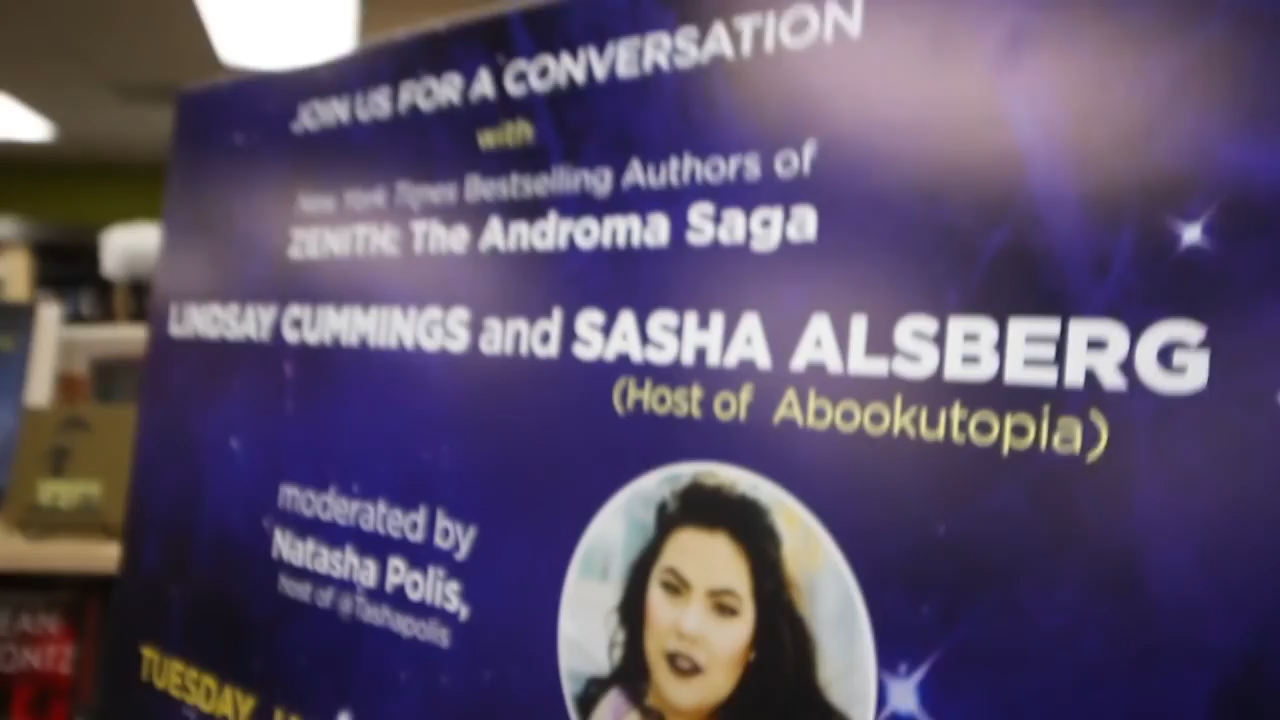 JOIN US FOR A CONVERSATION
with
New York Times Bestselling Authors of
ZENITH: The Androma Saga
LINDSAY CUMMINGS and SASHA ALSBERG
(Host of Abookutopia)
moderated by
Natasha Polis,
Host of @Tashapolis
TUESDAY